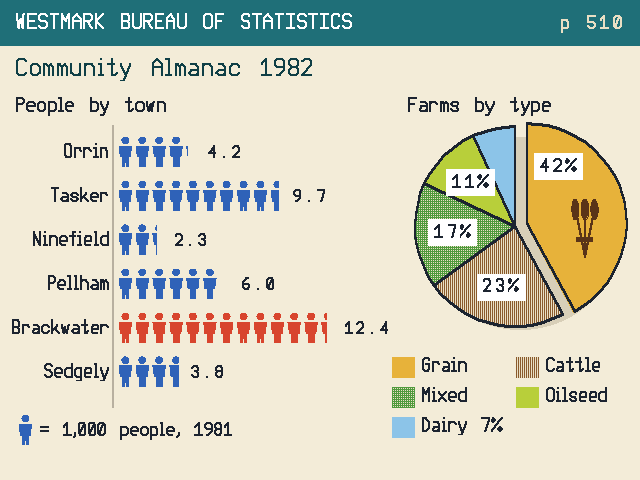 WESTMARK BUREAU OF STATISTICS p 510
Community Almanac 1982
People by town
Orrin 4.2
Tasker 9.7
Ninefield 2.3
Pellham 6.0
Brackwater 12.4
Sedgely 3.8
= 1,000 people, 1981
Farms by type
42%
11%
17%
23%
Grain
Cattle
Mixed
Oilseed
Dairy 7%